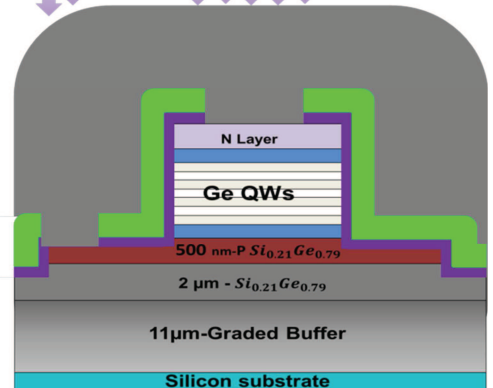 N Layer
Ge QWs
500 nm-P Si₀.₂₁Ge₀.₇₉
2 μm - Si₀.₂₁Ge₀.₇₉
11μm-Graded Buffer
Silicon substrate